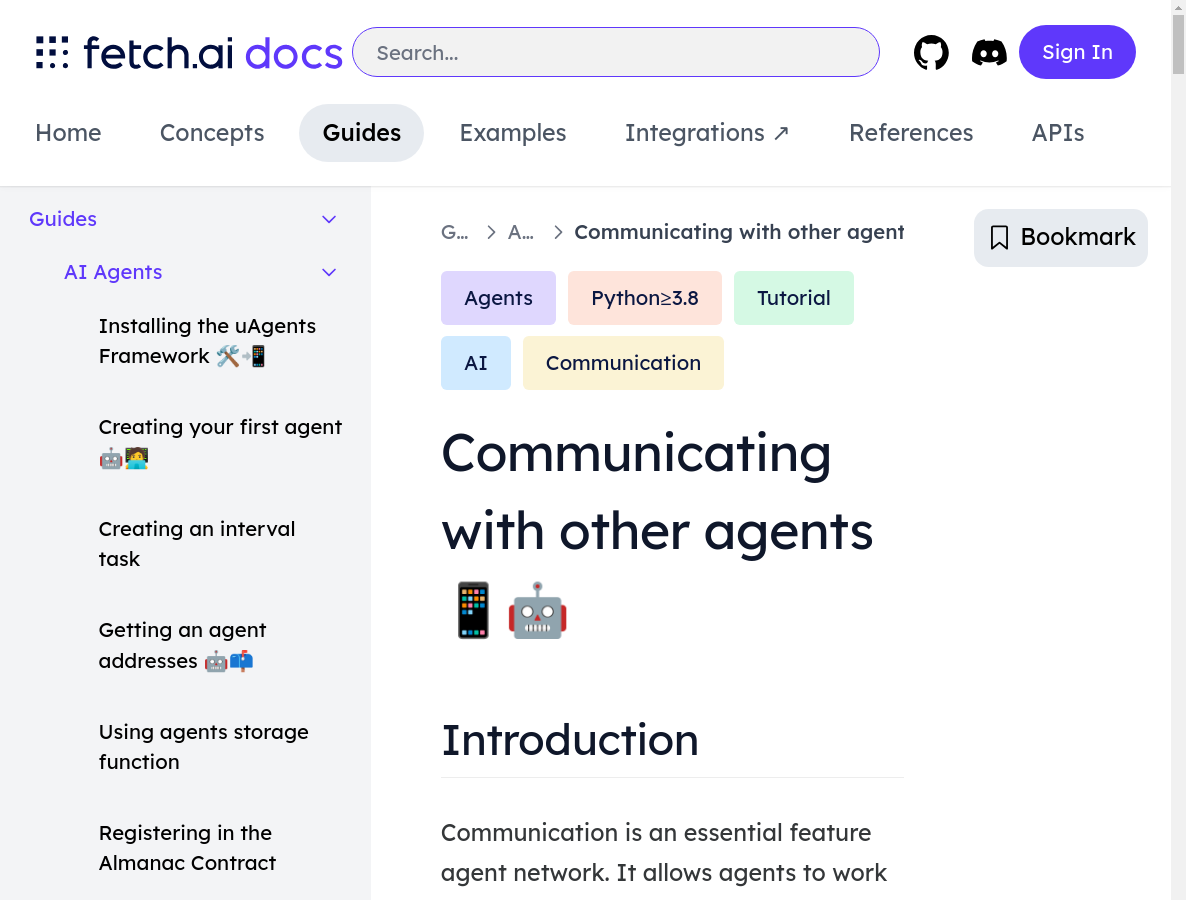 fetch.ai docs
Search...
Sign In
Home Concepts Guides Examples Integrations ↗ References APIs
Guides
AI Agents
Installing the uAgents
Framework 🛠️📲
Creating your first agent
🤖🧑‍💻
Creating an interval
task
Getting an agent
addresses 🤖📫
Using agents storage
function
Registering in the
Almanac Contract
G... > A... > Communicating with other agent
Bookmark
Agents Python≥3.8 Tutorial
AI Communication
Communicating
with other agents
📱🤖
Introduction
Communication is an essential feature
agent network. It allows agents to work